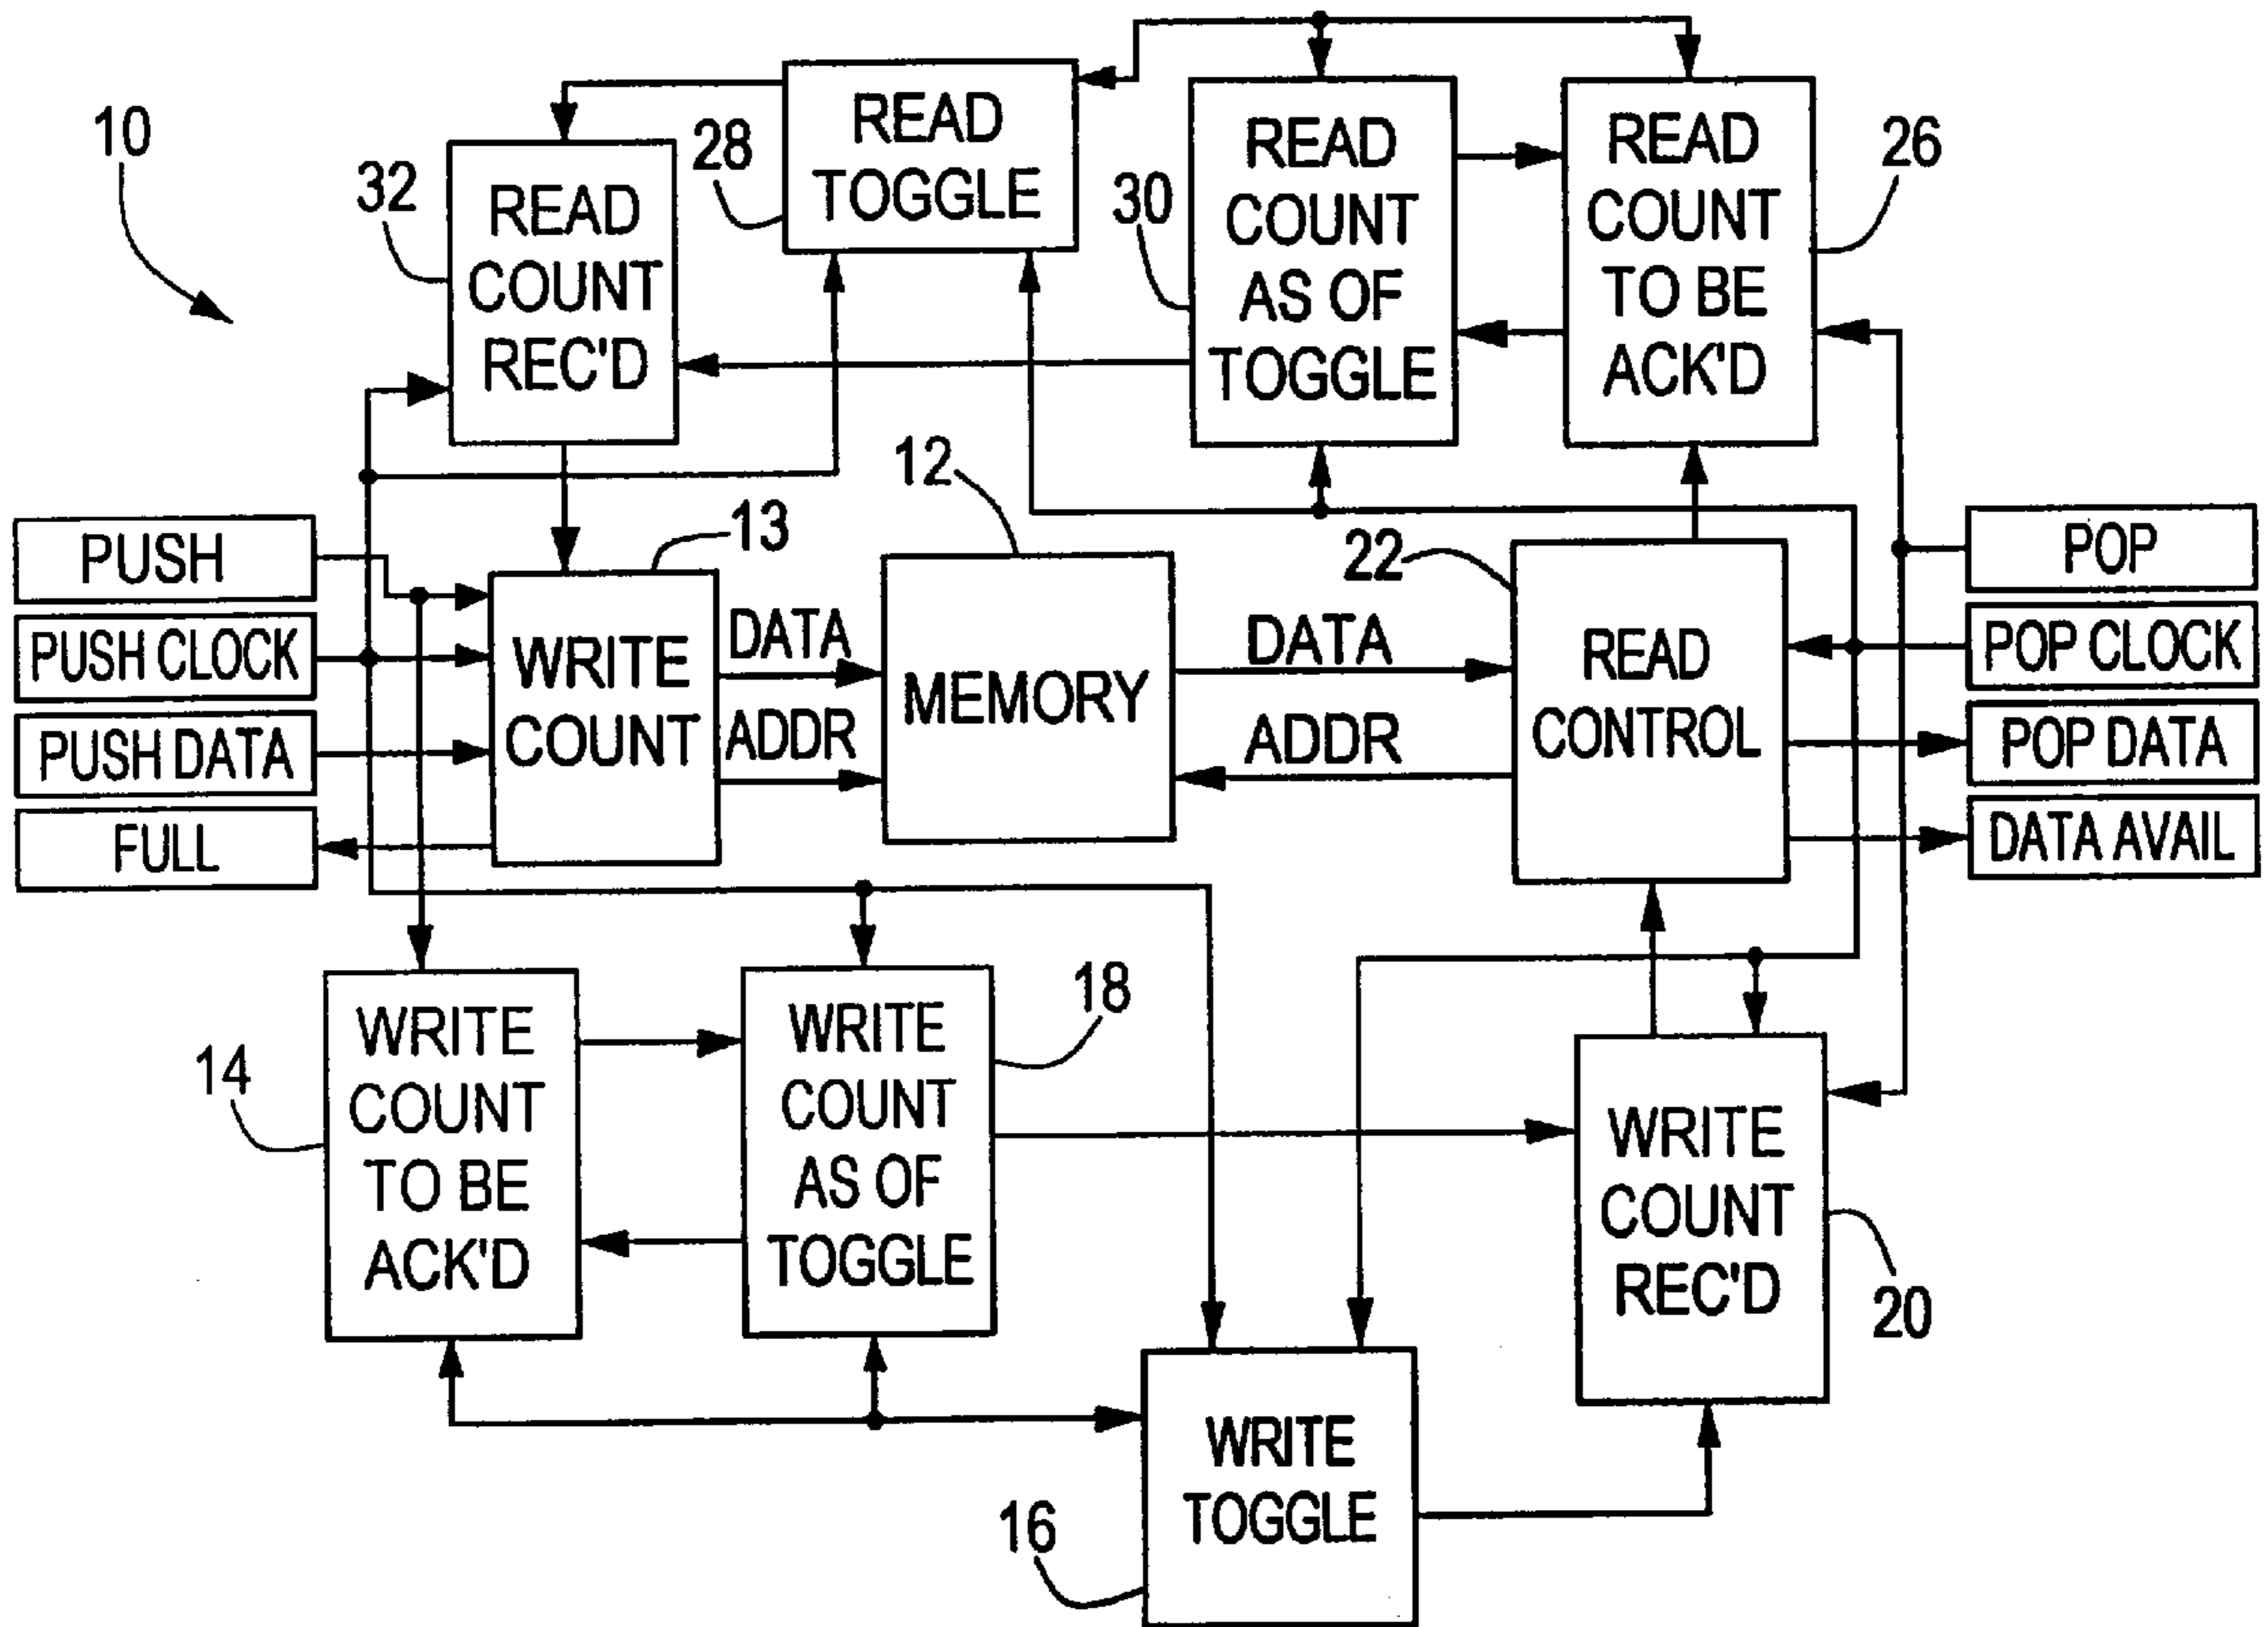 10
32
READ
COUNT
REC'D
28
READ
TOGGLE
30
READ
COUNT
AS OF
TOGGLE
READ
COUNT
TO BE
ACK'D
26
PUSH
PUSH CLOCK
PUSH DATA
FULL
13
WRITE
COUNT
DATA
ADDR
12
MEMORY
DATA
ADDR
22
READ
CONTROL
POP
POP CLOCK
POP DATA
DATA AVAIL
14
WRITE
COUNT
TO BE
ACK'D
18
WRITE
COUNT
AS OF
TOGGLE
16
WRITE
TOGGLE
WRITE
COUNT
REC'D
20